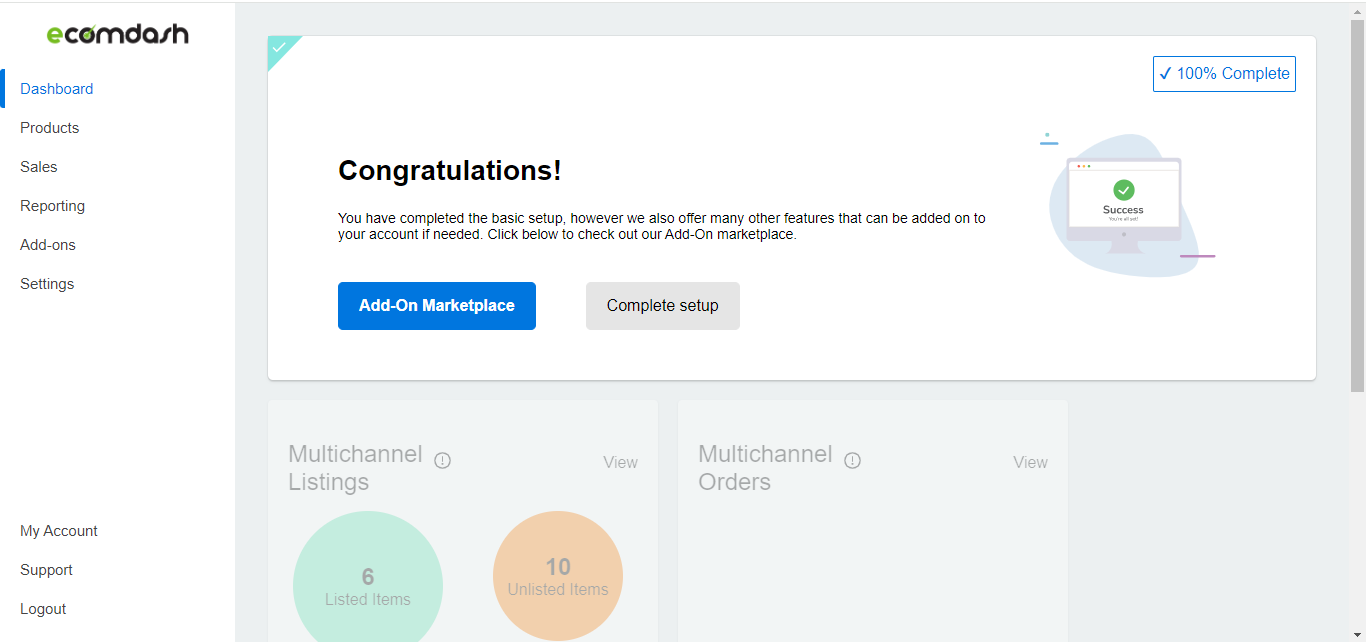 ecomdash
Dashboard
Products
Sales
Reporting
Add-ons
Settings
My Account
Support
Logout
✓ 100% Complete
Congratulations!
You have completed the basic setup, however we also offer many other features that can be added on to
your account if needed. Click below to check out our Add-On marketplace.
Add-On Marketplace
Complete setup
Success
You're all set!
Multichannel
Listings
View
6
Listed Items
10
Unlisted Items
Multichannel
Orders
View